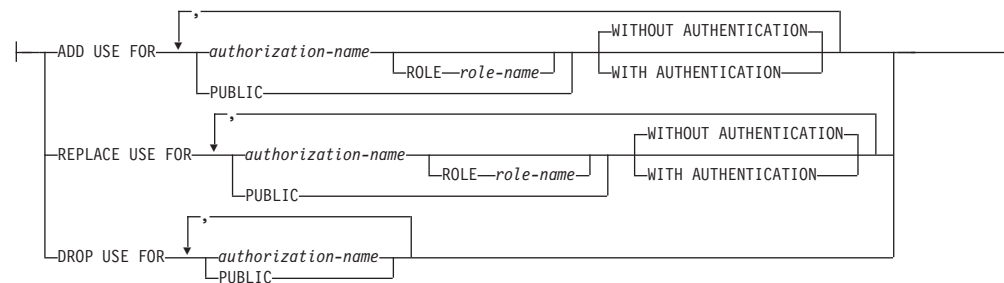 ,
ADD USE FOR authorization-name WITHOUT AUTHENTICATION
ROLE role-name WITH AUTHENTICATION
PUBLIC
,
REPLACE USE FOR authorization-name WITHOUT AUTHENTICATION
ROLE role-name WITH AUTHENTICATION
PUBLIC
,
DROP USE FOR authorization-name
PUBLIC